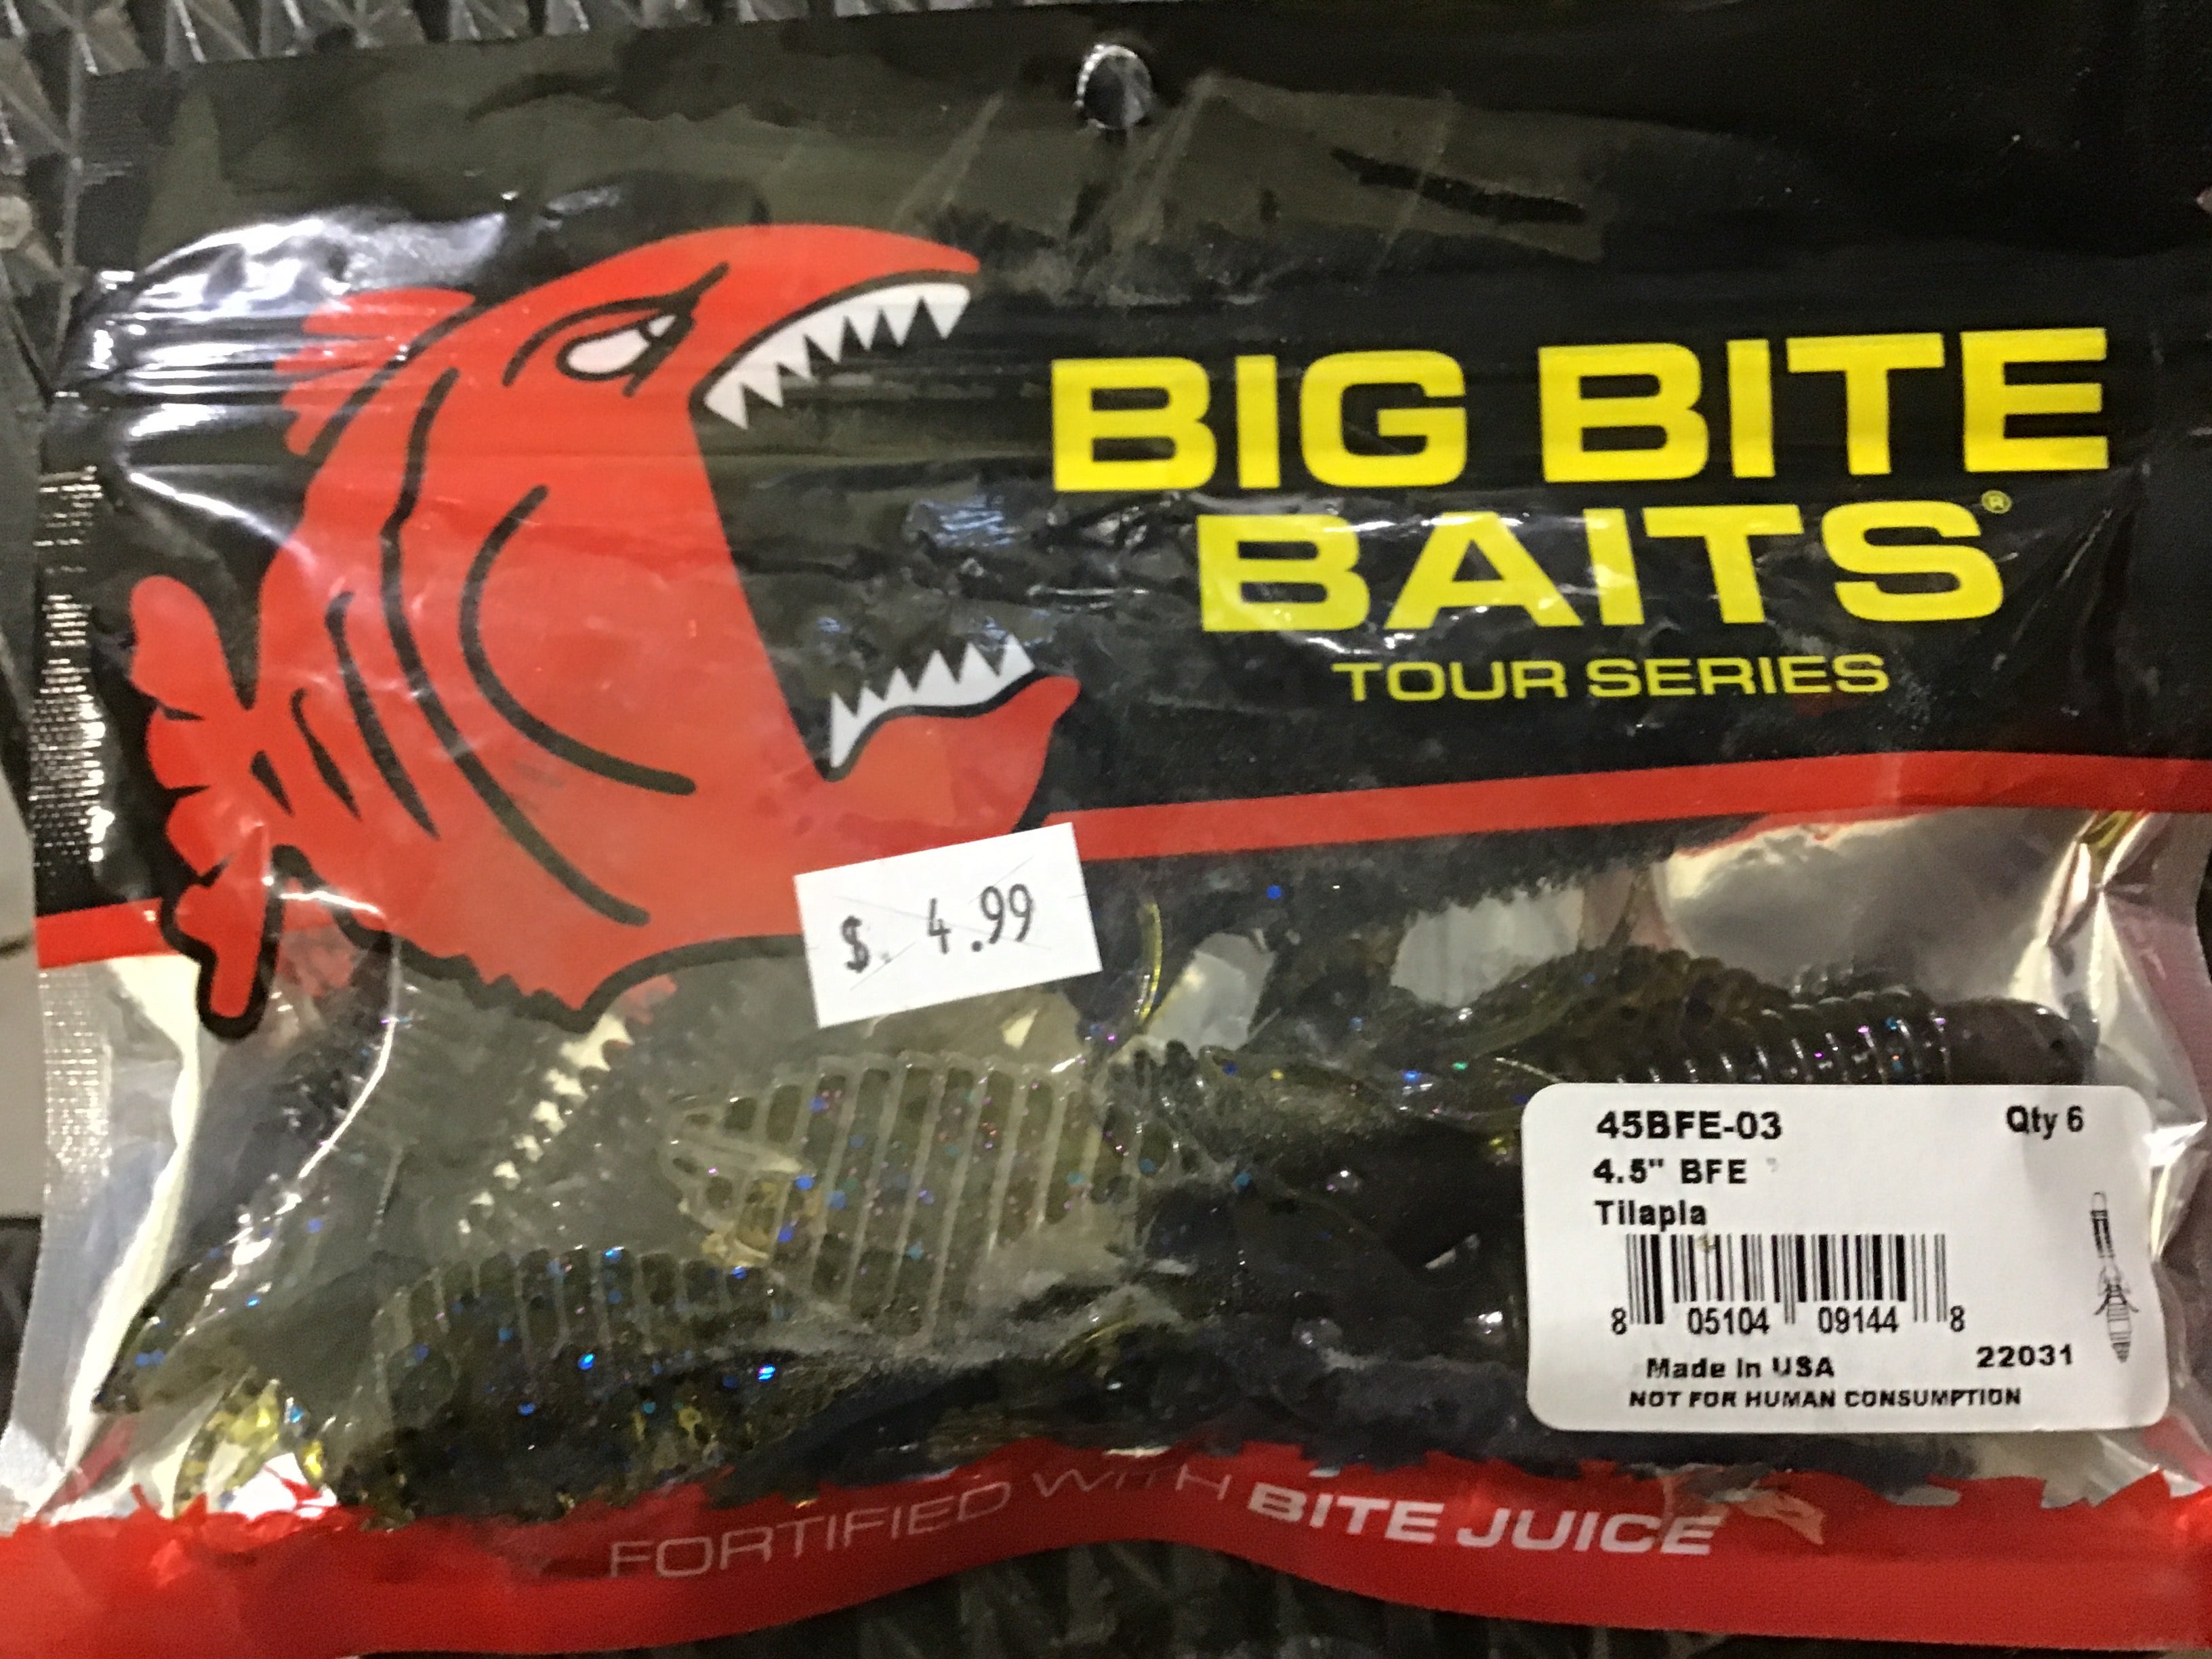 BIG BITE
BAITS®
TOUR SERIES
$. 4.99
45BFE-03 Qty 6
4.5" BFE
Tilapia
8 05104 09144 8
22031
Made In USA
NOT FOR HUMAN CONSUMPTION
FORTIFIED WITH BITE JUICE